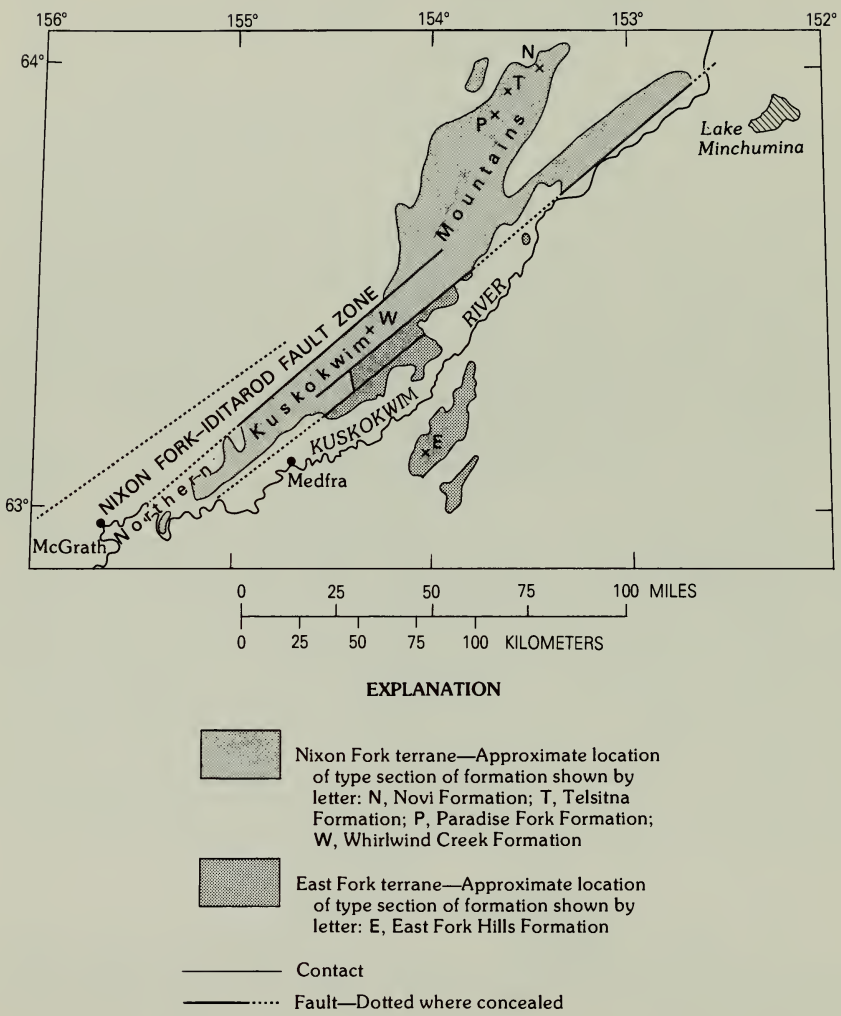 156°
155°
154°
153°
152°
64°
N
T
P
Lake
Minchumina
Mountains
NIXON FORK–IDITAROD FAULT ZONE
W
RIVER
Kuskokwim
KUSKOKWIM
E
Northern
Medfra
63°
McGrath
0 25 50 75 100 MILES
0 25 50 75 100 KILOMETERS
EXPLANATION
Nixon Fork terrane—Approximate location
of type section of formation shown by
letter: N, Novi Formation; T, Telsitna
Formation; P, Paradise Fork Formation;
W, Whirlwind Creek Formation
East Fork terrane—Approximate location
of type section of formation shown by
letter: E, East Fork Hills Formation
Contact
Fault—Dotted where concealed